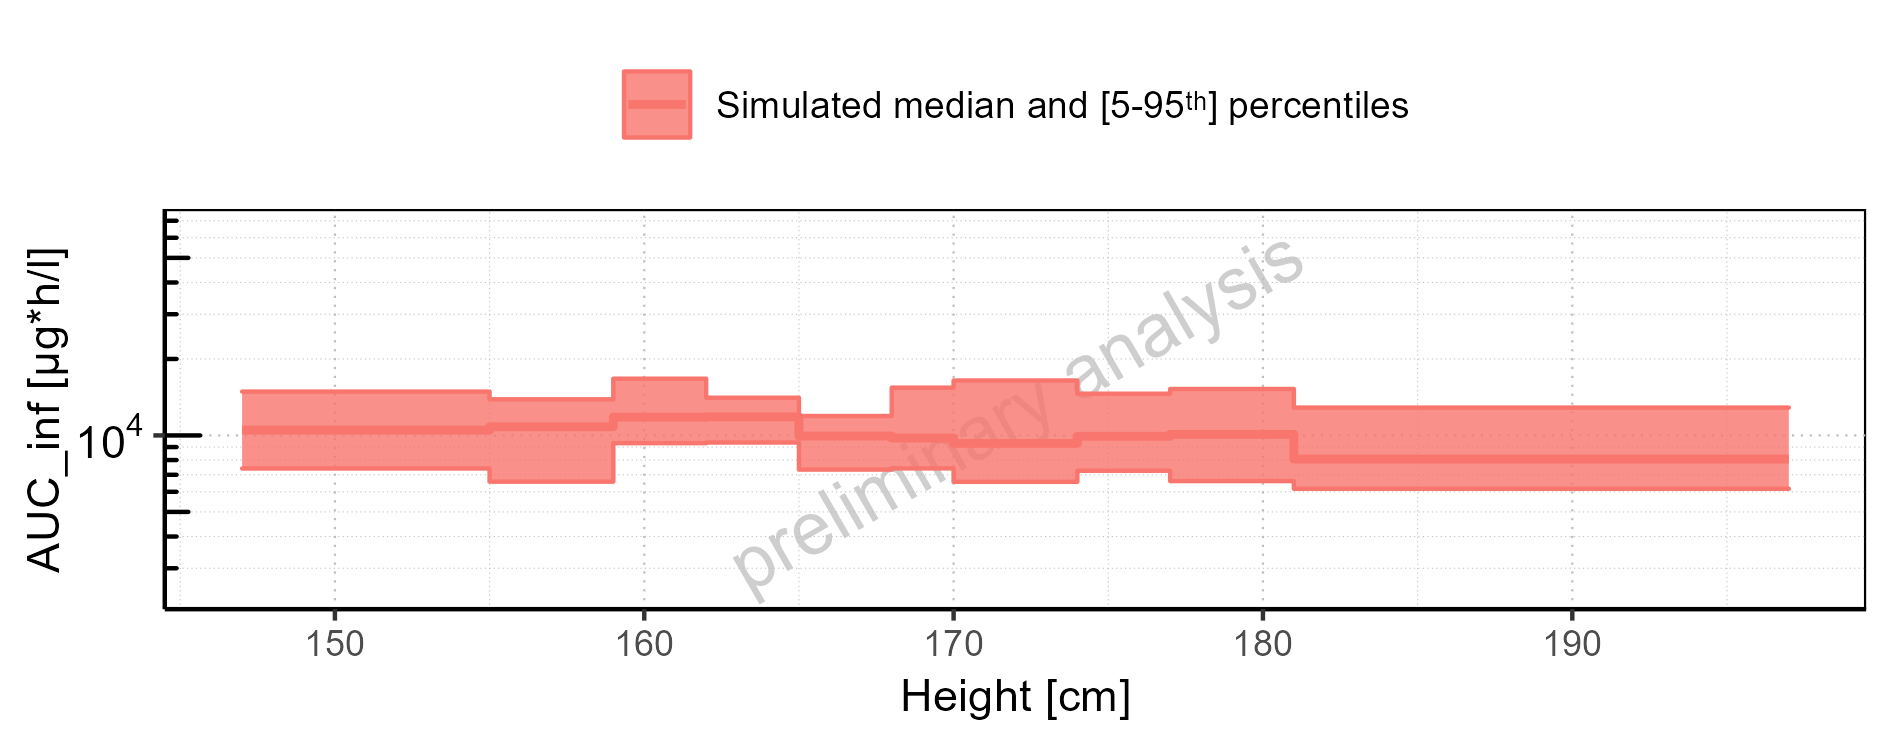 Simulated median and [5-95th] percentiles
AUC_inf [µg*h/l]
10⁴
preliminary analysis
150 160 170 180 190
Height [cm]